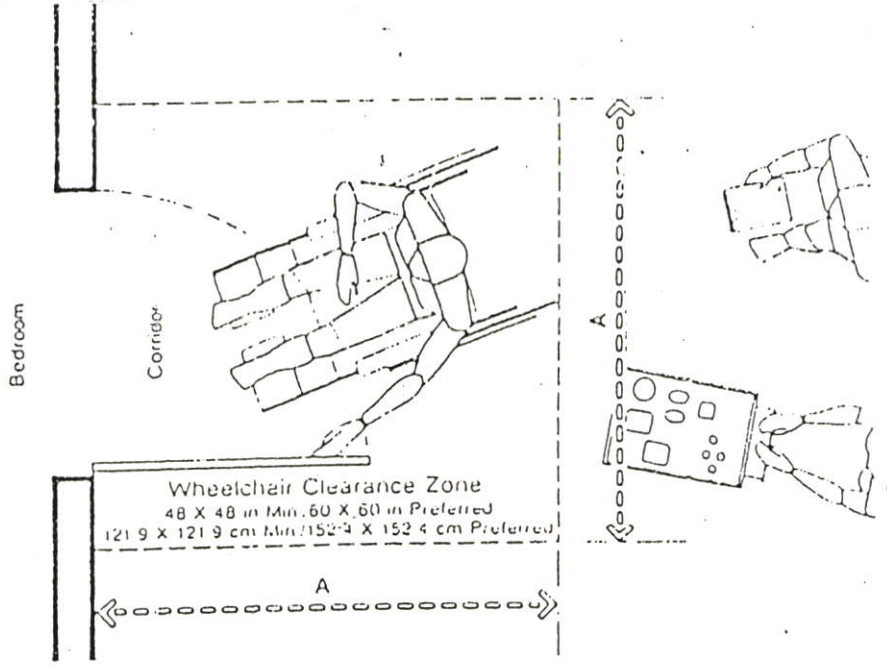 Bedroom
Corridor
A
Wheelchair Clearance Zone
48 X 48 in Min. 60 X 60 in Preferred
121.9 X 121.9 cm Min./152.4 X 152.4 cm Preferred
A